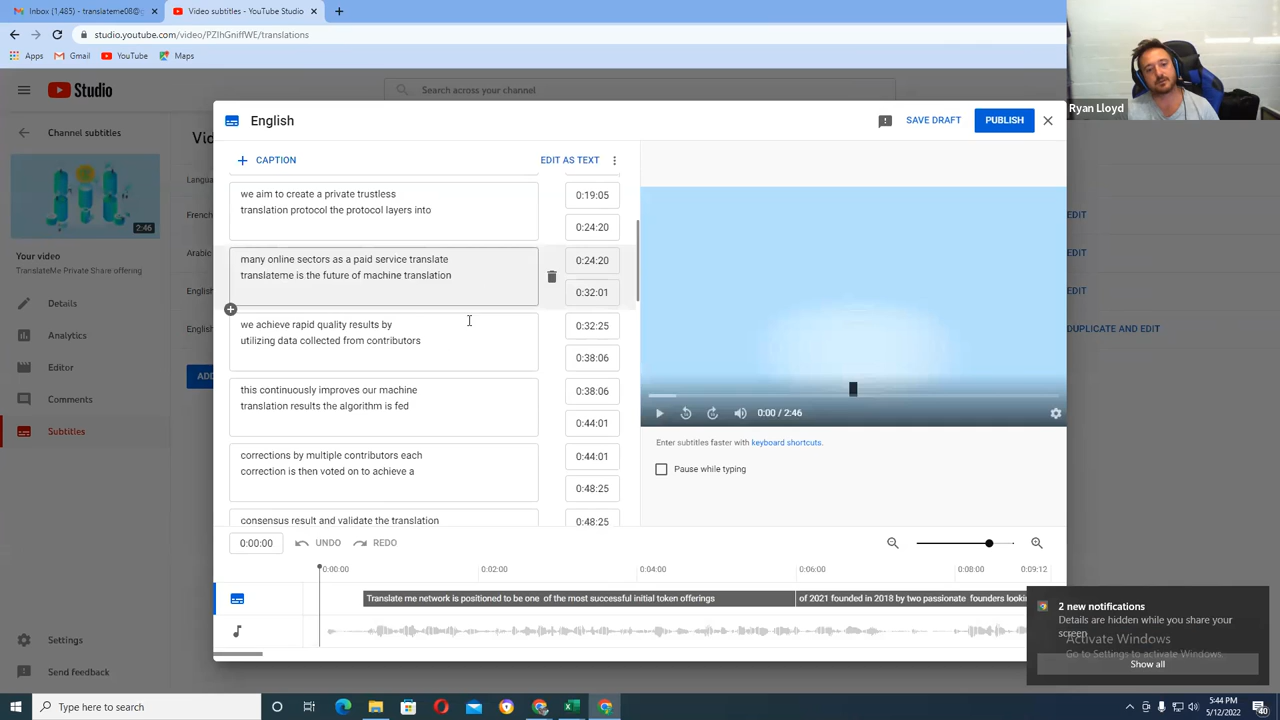 Inbox (1,485) - translateme08@g
Video subtitles - YouTube Studio
studio.youtube.com/video/PZIhGniffWE/translations
Apps
Gmail
YouTube
Maps
Ryan Lloyd
Studio
Search across your channel
Channel subtitles
2:46
Your video
TranslateMe Private Share offering
Details
Analytics
Editor
Comments
Subtitles
Settings
Send feedback
English
SAVE DRAFT
PUBLISH
CAPTION
EDIT AS TEXT
we aim to create a private trustless
translation protocol the protocol layers into
0:19:05
0:24:20
many online sectors as a paid service translate
translateme is the future of machine translation
0:24:20
0:32:01
we achieve rapid quality results by
utilizing data collected from contributors
0:32:25
0:38:06
this continuously improves our machine
translation results the algorithm is fed
0:38:06
0:44:01
corrections by multiple contributors each
correction is then voted on to achieve a
0:44:01
0:48:25
consensus result and validate the translation
0:48:25
0:00 / 2:46
Enter subtitles faster with keyboard shortcuts.
Pause while typing
EDIT
EDIT
EDIT
DUPLICATE AND EDIT
0:00:00
UNDO
REDO
0:00:00
0:02:00
0:04:00
0:06:00
0:08:00
0:09:12
Translate me network is positioned to be one of the most successful initial token offerings
of 2021 founded in 2018 by two passionate founders
2 new notifications
Details are hidden while you share your
screen
Activate Windows
Go to Settings to activate Windows.
Show all
Type here to search
5:44 PM
5/12/2022
40